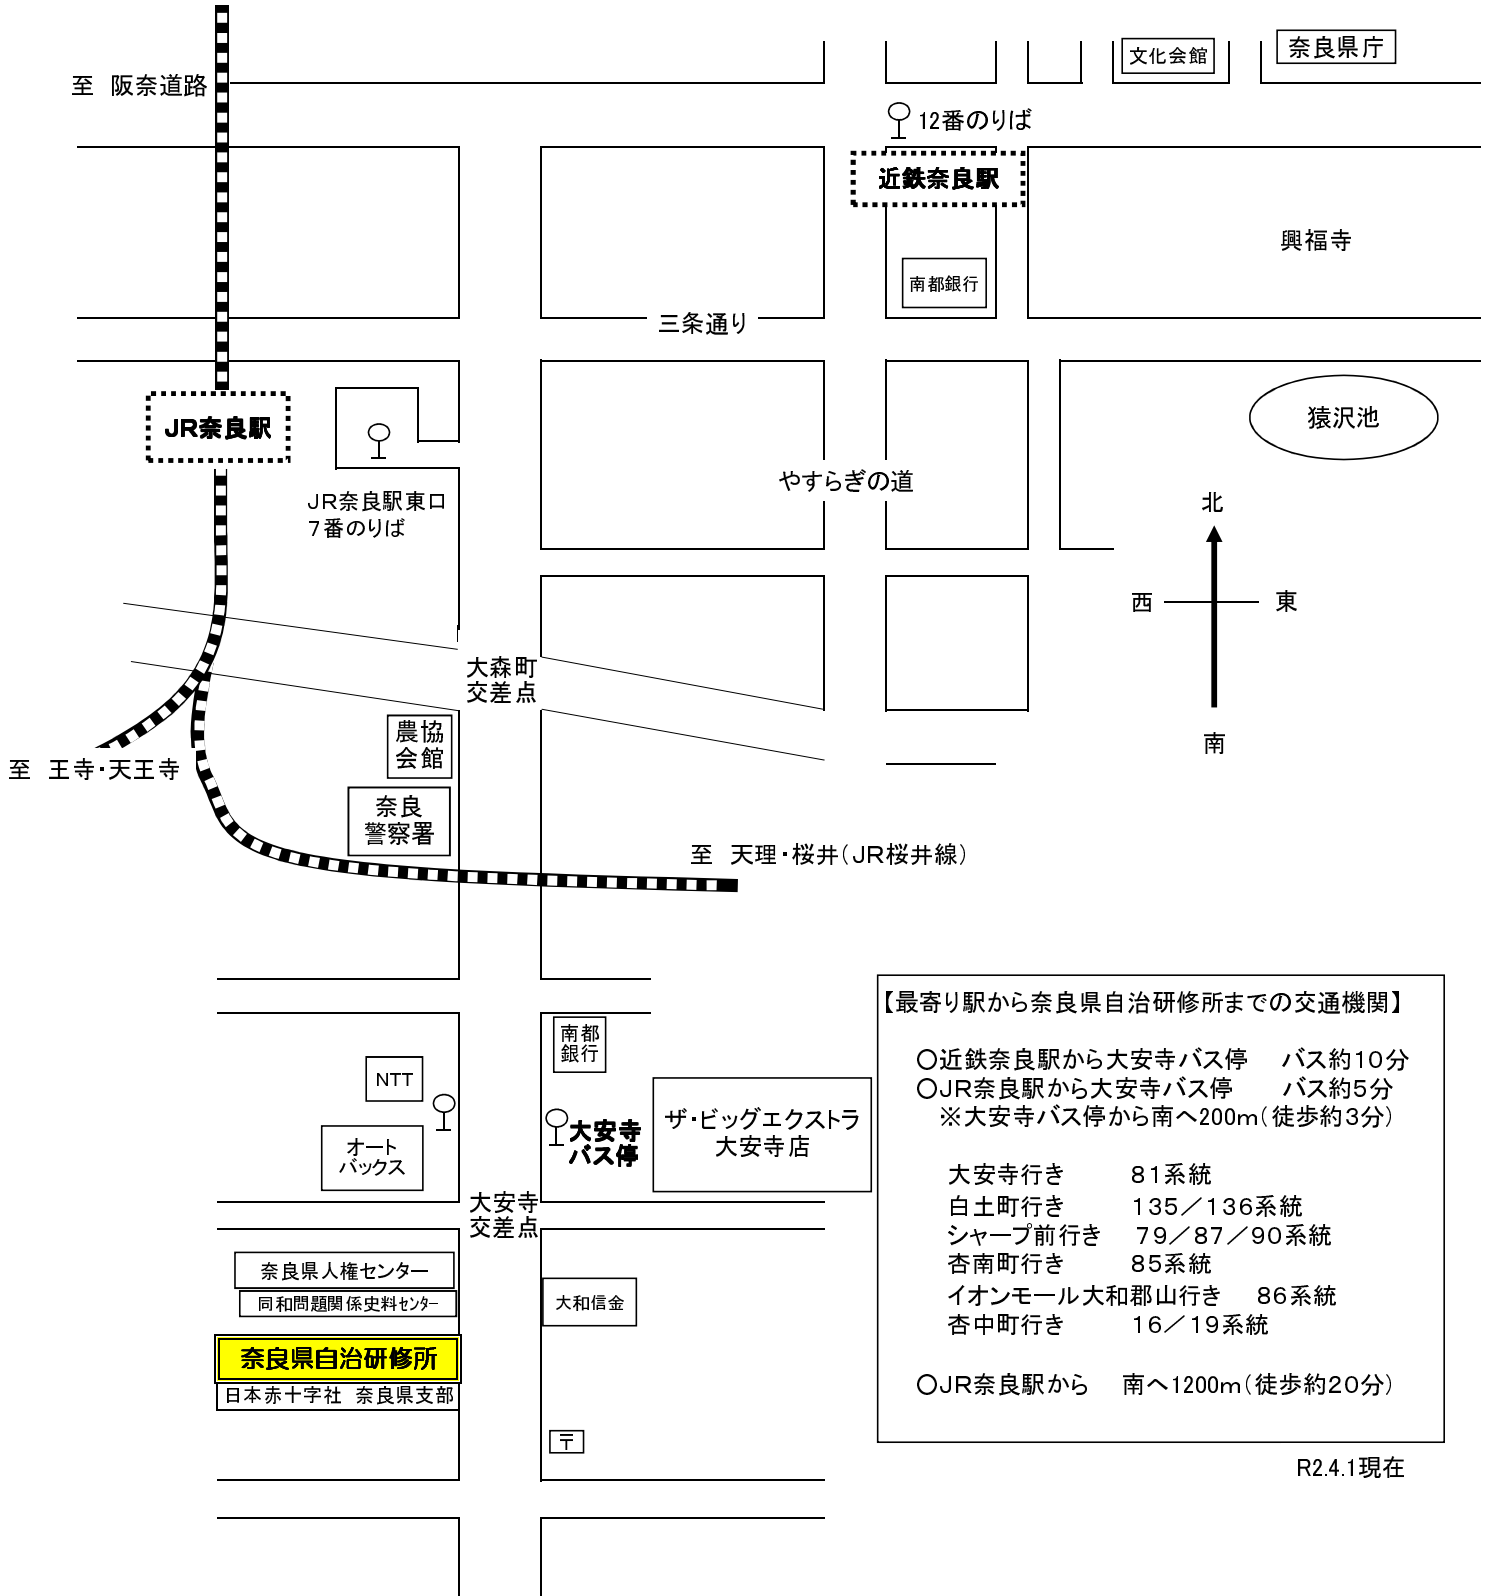 文化会館
奈良県庁
至　阪奈道路
12番のりば
近鉄奈良駅
興福寺
南都銀行
三条通り
JR奈良駅
猿沢池
やすらぎの道
JR奈良駅東口
7番のりば
北
西
東
南
大森町
交差点
農協
会館
至　王寺・天王寺
奈良
警察署
至　天理・桜井(JR桜井線)
南都
銀行
NTT
オート
バックス
大安寺
バス停
ザ・ビッグエクストラ
大安寺店
大安寺
交差点
奈良県人権センター
同和問題関係史料センター
大和信金
奈良県自治研修所
日本赤十字社　奈良県支部
〒
【最寄り駅から奈良県自治研修所までの交通機関】
○近鉄奈良駅から大安寺バス停　バス約10分
○JR奈良駅から大安寺バス停　バス約5分
※大安寺バス停から南へ200m(徒歩約3分)
大安寺行き　81系統
白土町行き　135／136系統
シャープ前行き　79／87／90系統
杏南町行き　85系統
イオンモール大和郡山行き　86系統
杏中町行き　16／19系統
○JR奈良駅から　南へ1200m(徒歩約20分)
R2.4.1現在